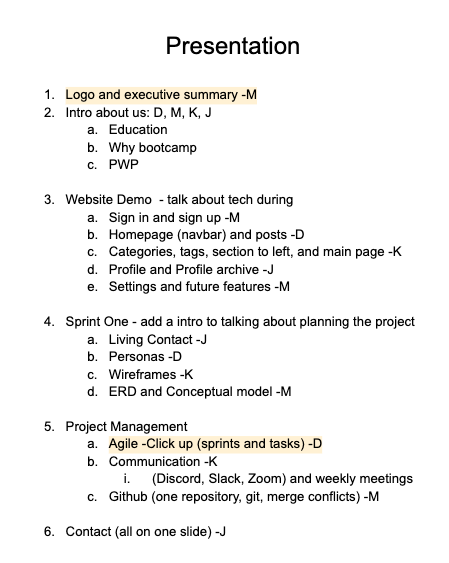 Presentation
1. Logo and executive summary -M
2. Intro about us: D, M, K, J
a. Education
b. Why bootcamp
c. PWP
3. Website Demo - talk about tech during
a. Sign in and sign up -M
b. Homepage (navbar) and posts -D
c. Categories, tags, section to left, and main page -K
d. Profile and Profile archive -J
e. Settings and future features -M
4. Sprint One - add a intro to talking about planning the project
a. Living Contact -J
b. Personas -D
c. Wireframes -K
d. ERD and Conceptual model -M
5. Project Management
a. Agile -Click up (sprints and tasks) -D
b. Communication -K
i. (Discord, Slack, Zoom) and weekly meetings
c. Github (one repository, git, merge conflicts) -M
6. Contact (all on one slide) -J